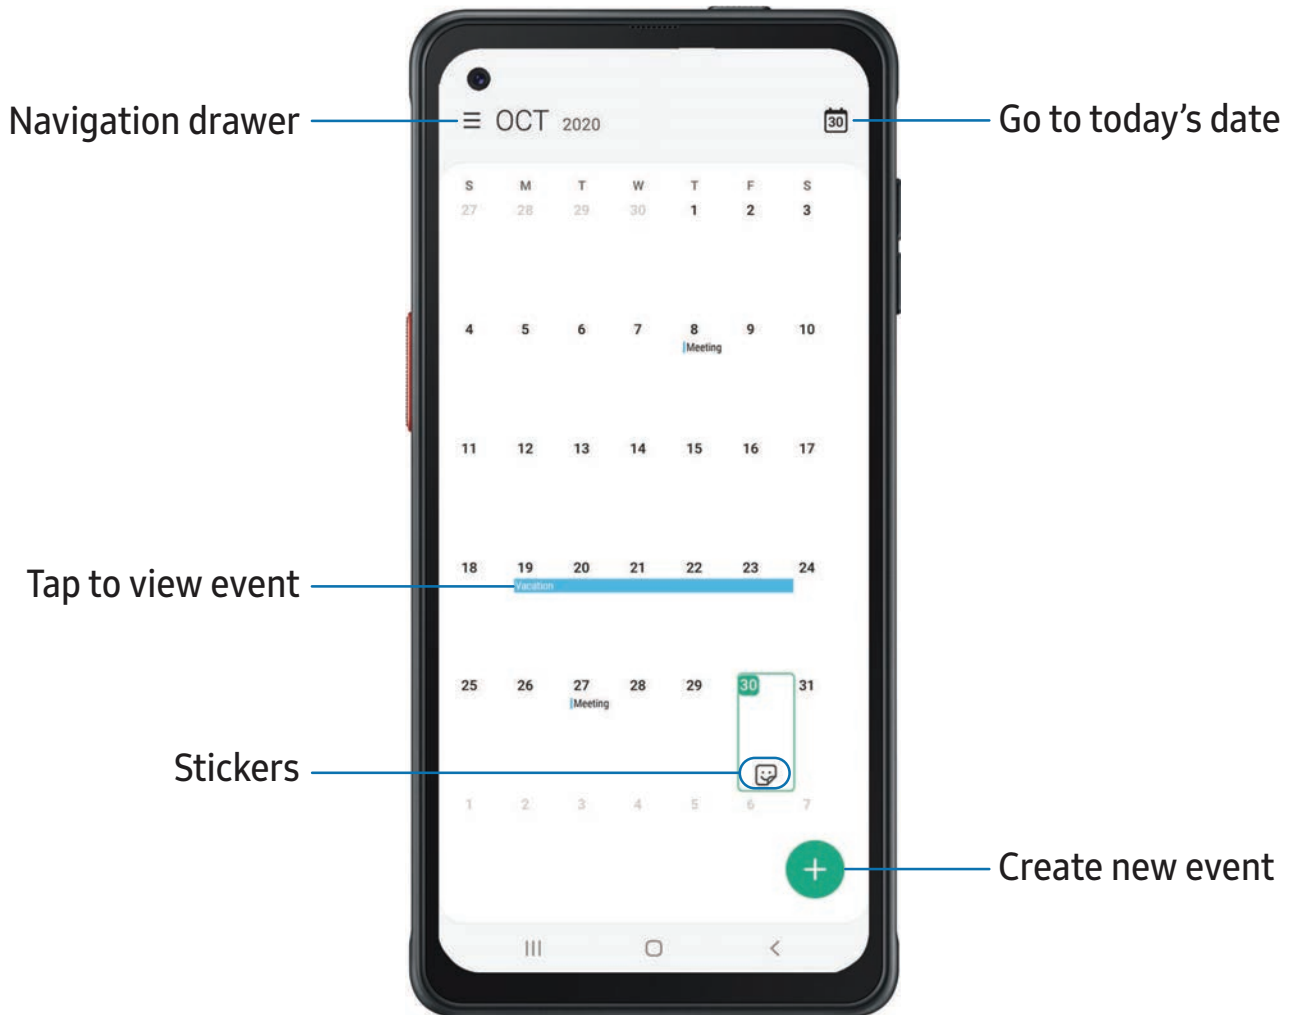 Navigation drawer
OCT 2020
30
Go to today's date
S M T W T F S
27 28 29 30 1 2 3
4 5 6 7 8 9 10
Meeting
11 12 13 14 15 16 17
18 19 20 21 22 23 24
Tap to view event
Vacation
25 26 27 28 29 30 31
Meeting
Stickers
1 2 3 4 5 6 7
Create new event